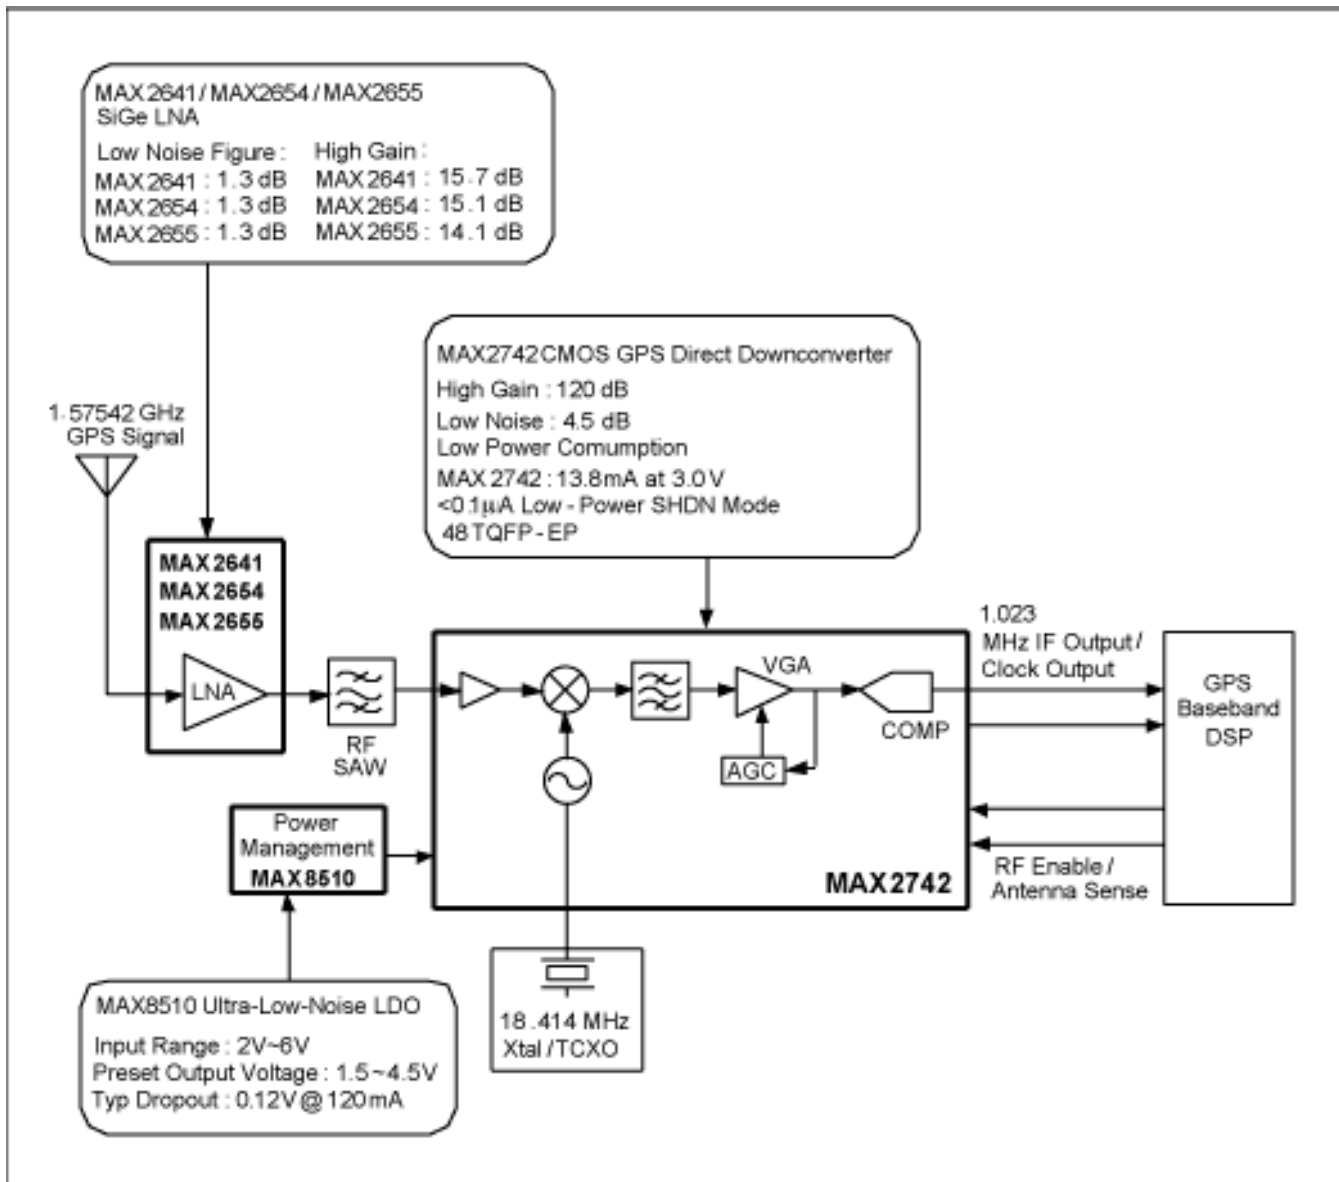 MAX2641/MAX2654/MAX2655
SiGe LNA
Low Noise Figure : High Gain :
MAX2641 : 1.3 dB MAX2641 : 15.7 dB
MAX2654 : 1.3 dB MAX2654 : 15.1 dB
MAX2655 : 1.3 dB MAX2655 : 14.1 dB
MAX2742 CMOS GPS Direct Downconverter
High Gain : 120 dB
Low Noise : 4.5 dB
Low Power Comumption
MAX 2742 : 13.8mA at 3.0V
<0.1µA Low - Power SHDN Mode
48 TQFP - EP
1.57542 GHz
GPS Signal
MAX2641
MAX2654
MAX2655
LNA
RF
SAW
VGA
AGC
COMP
MAX2742
1.023
MHz IF Output /
Clock Output
GPS
Baseband
DSP
RF Enable /
Antenna Sense
Power
Management
MAX8510
18.414 MHz
Xtal /TCXO
MAX8510 Ultra-Low-Noise LDO
Input Range : 2V~6V
Preset Output Voltage : 1.5~4.5V
Typ Dropout : 0.12V@120mA